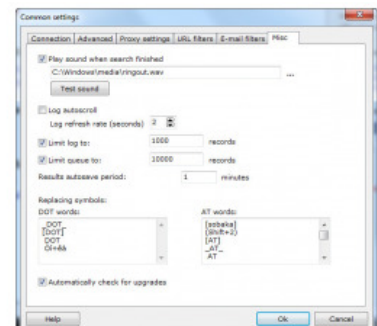 Common settings
Connection Advanced Proxy settings URL filters E-mail filters Misc
Play sound when search finished
C:\Windows\media\ringout.wav
...
Test sound
Log autoscroll
Log refresh rate (seconds) 2
Limit log to: 1000 records
Limit queue to: 10000 records
Results autosave period: 1 minutes
Replacing symbols:
DOT words: AT words:
_DOT_ [sobaka]
[DOT] (Shift+2)
DOT [AT]
_AT_
AT
Automatically check for upgrades
Help Ok Cancel